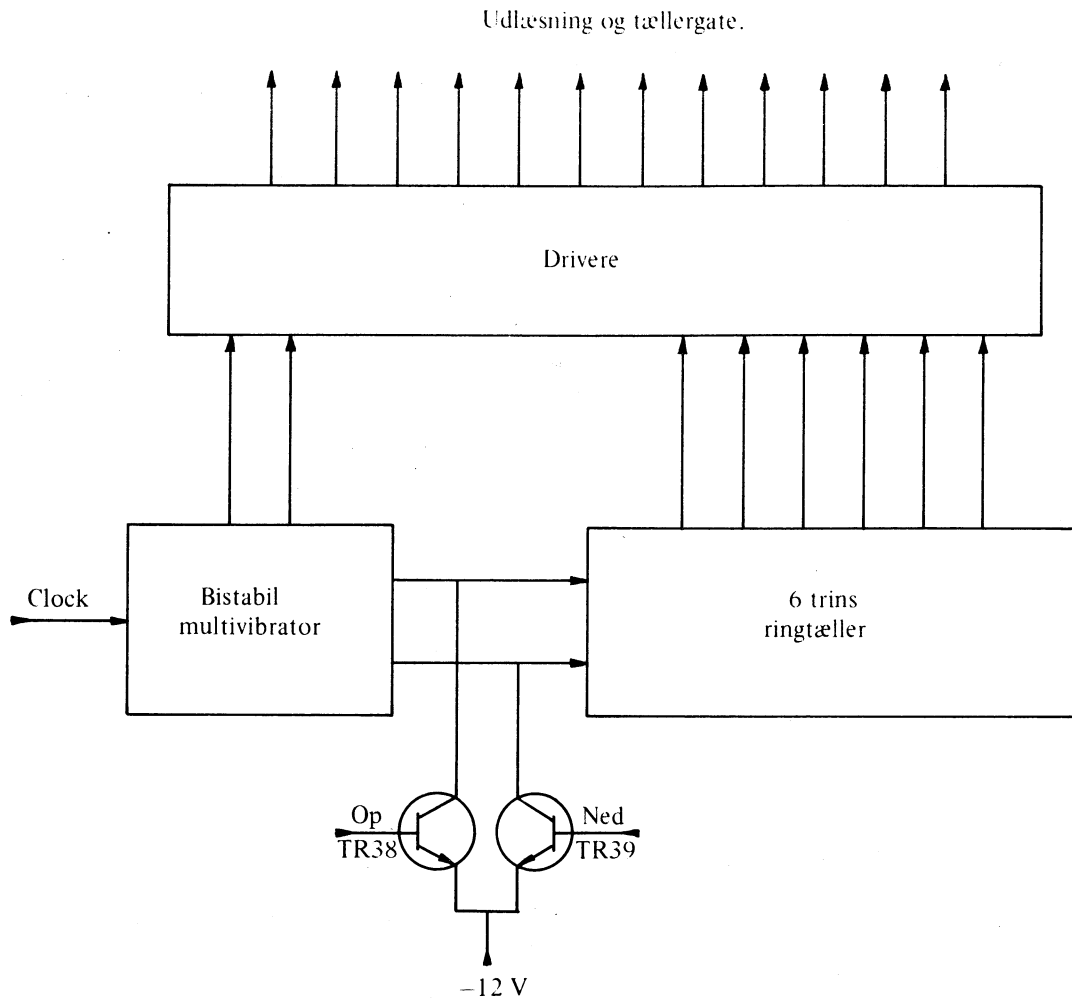 Udlæsning og tællergate.
Drivere
Clock
Bistabil
multivibrator
6 trins
ringtæller
Op
TR38
Ned
TR39
–12 V